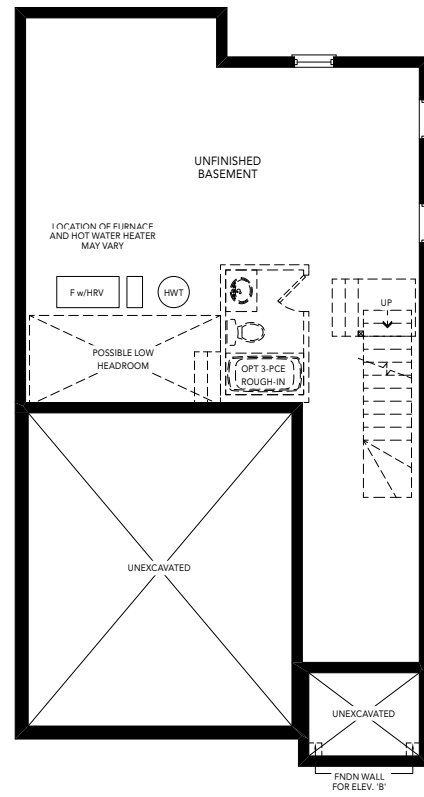 UNFINISHED
BASEMENT
LOCATION OF FURNACE
AND HOT WATER HEATER
MAY VARY
F w/HRV
HWT
UP
POSSIBLE LOW
HEADROOM
OPT 3-PCE
ROUGH-IN
UNEXCAVATED
UNEXCAVATED
FNDN WALL
FOR ELEV. 'B'